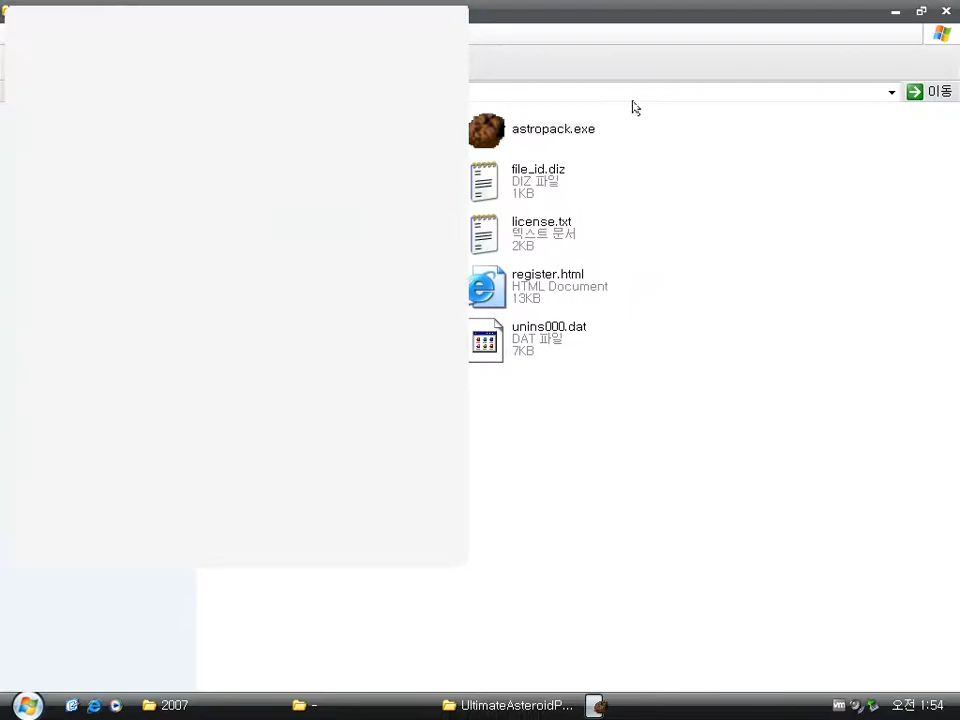 이동
astropack.exe
file_id.diz
DIZ 파일
1KB
license.txt
텍스트 문서
2KB
register.html
HTML Document
13KB
unins000.dat
DAT 파일
7KB
2007
-
UltimateAsteroidP...
오전 1:54